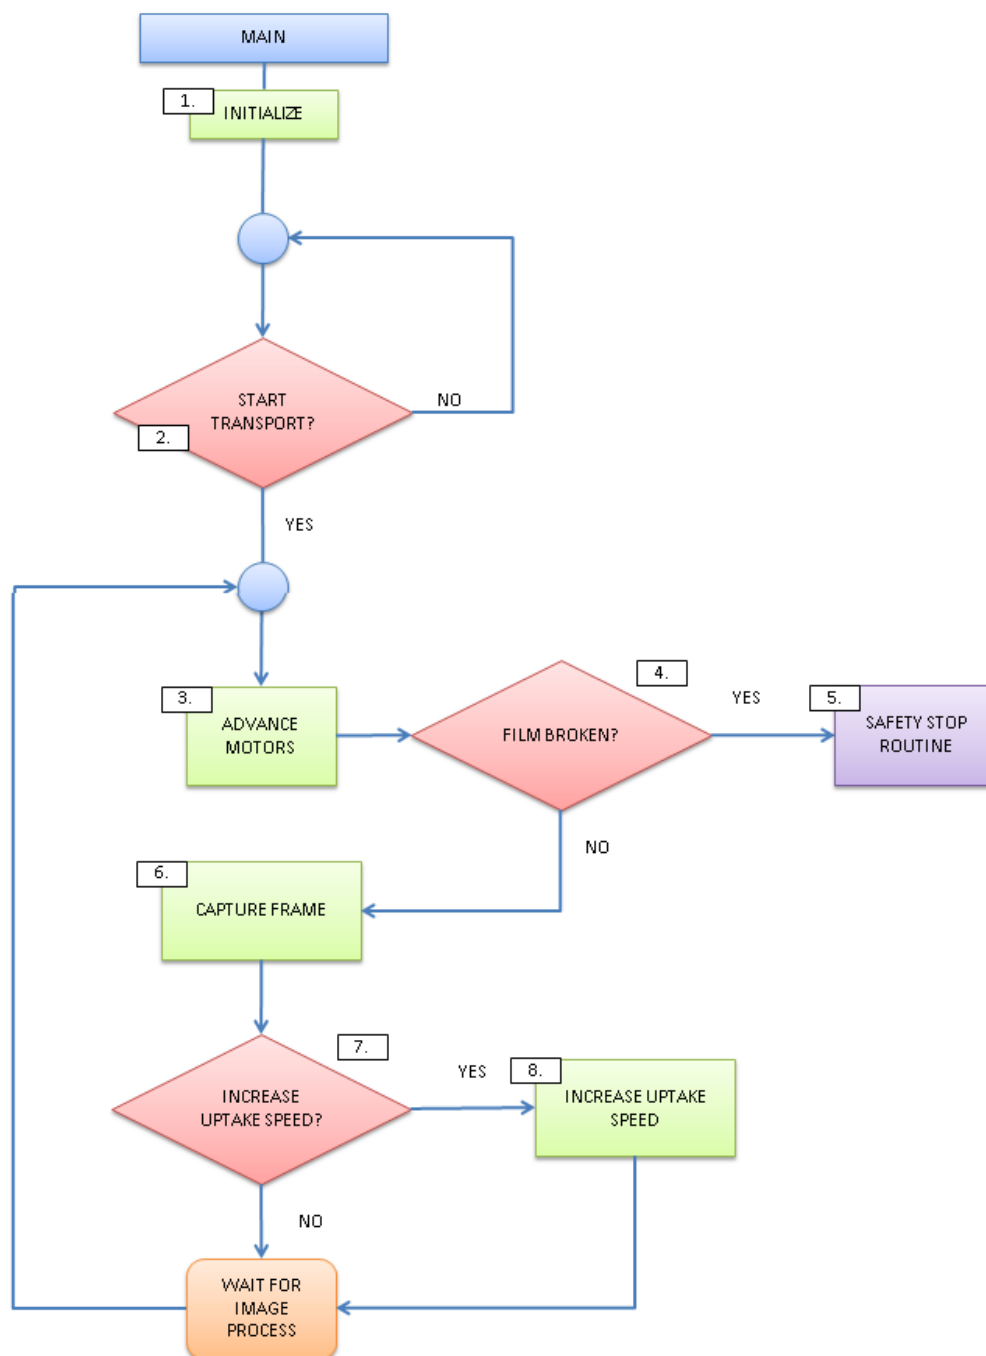 MAIN
1.
INITIALIZE
START
TRANSPORT?
NO
2.
YES
3.
ADVANCE
MOTORS
4.
FILM BROKEN?
YES
5.
SAFETY STOP
ROUTINE
NO
6.
CAPTURE FRAME
7.
INCREASE
UPTAKE SPEED?
YES
8.
INCREASE UPTAKE
SPEED
NO
WAIT FOR
IMAGE
PROCESS